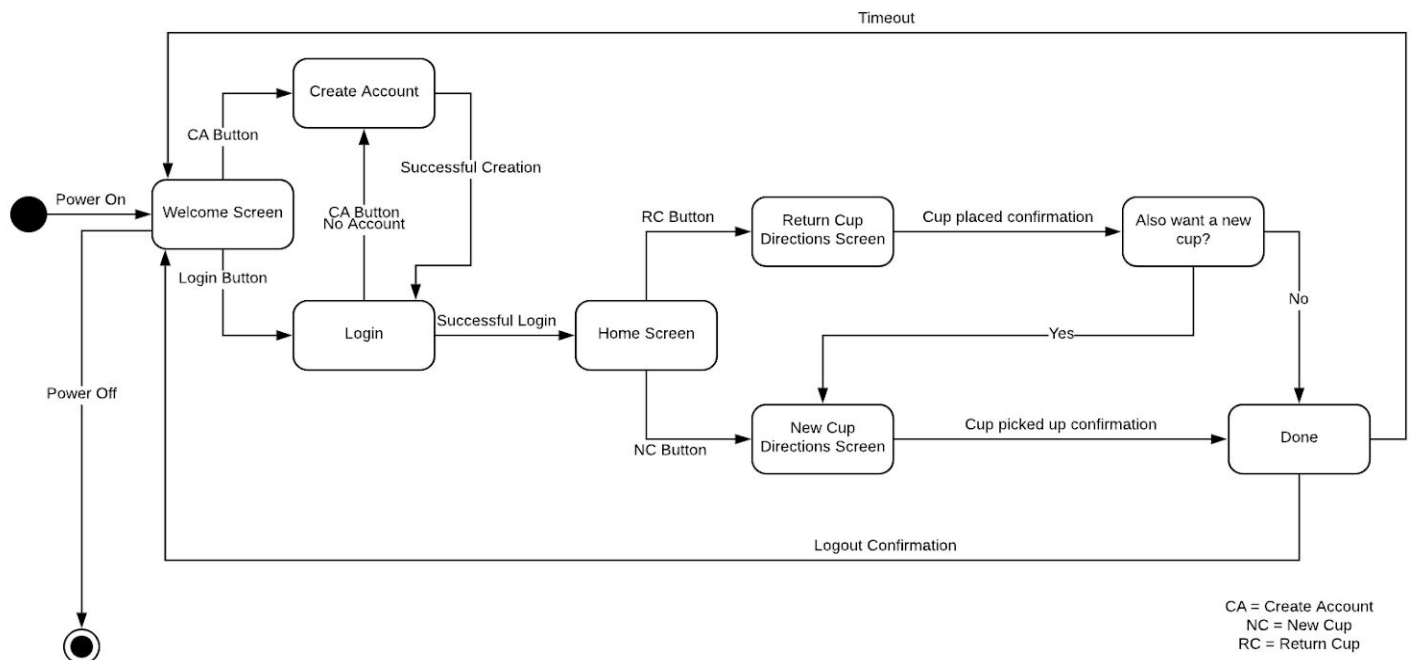 Timeout
Create Account
CA Button
Successful Creation
Power On
Welcome Screen
CA Button
No Account
RC Button
Return Cup
Directions Screen
Cup placed confirmation
Also want a new
cup?
Login Button
No
Login
Successful Login
Home Screen
Yes
Power Off
New Cup
Directions Screen
Cup picked up confirmation
Done
NC Button
Logout Confirmation
CA = Create Account
NC = New Cup
RC = Return Cup